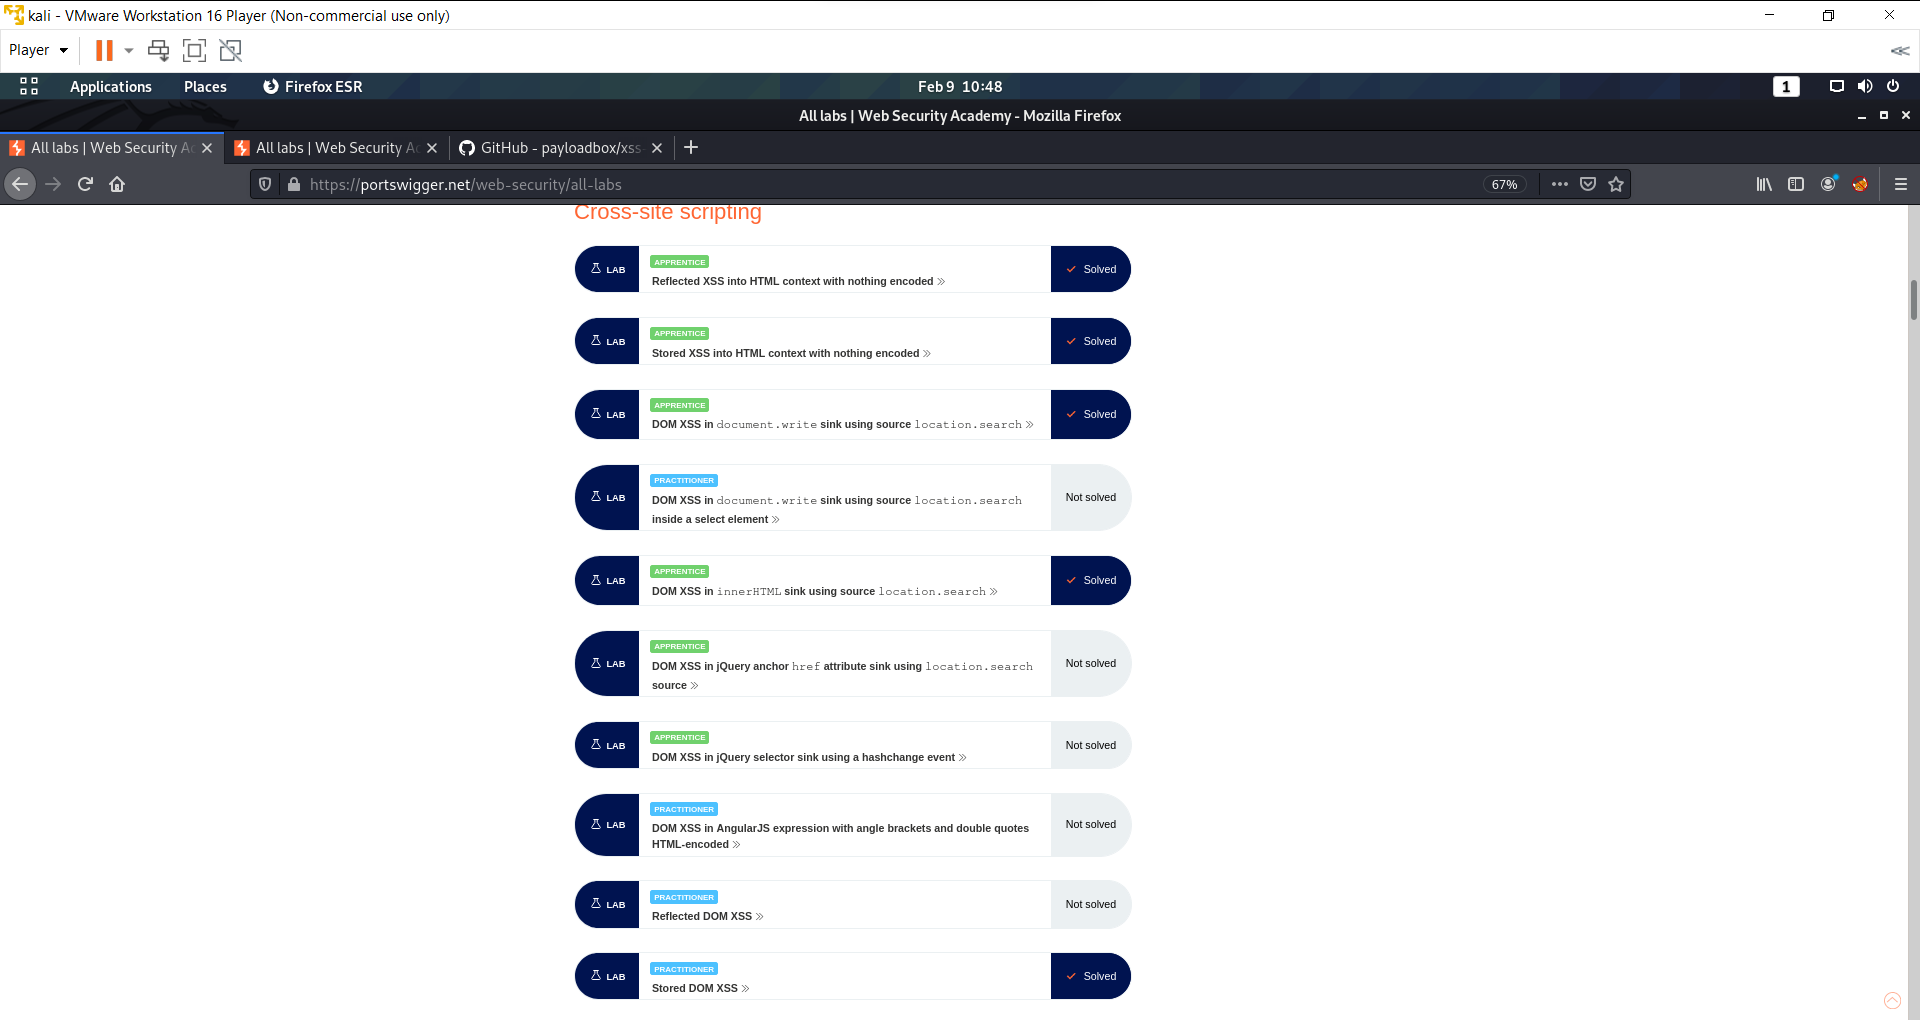 kali - VMware Workstation 16 Player (Non-commercial use only)
Player
Applications Places Firefox ESR Feb 9 10:48 1
All labs | Web Security Academy - Mozilla Firefox
All labs | Web Security Ac All labs | Web Security Ac GitHub - payloadbox/xss
https://portswigger.net/web-security/all-labs 67%
Cross-site scripting
APPRENTICE
LAB Reflected XSS into HTML context with nothing encoded Solved
APPRENTICE
LAB Stored XSS into HTML context with nothing encoded Solved
APPRENTICE
LAB DOM XSS in document.write sink using source location.search Solved
PRACTITIONER
LAB DOM XSS in document.write sink using source location.search Not solved
inside a select element
APPRENTICE
LAB DOM XSS in innerHTML sink using source location.search Solved
APPRENTICE
LAB DOM XSS in jQuery anchor href attribute sink using location.search Not solved
source
APPRENTICE
LAB DOM XSS in jQuery selector sink using a hashchange event Not solved
PRACTITIONER
LAB DOM XSS in AngularJS expression with angle brackets and double quotes Not solved
HTML-encoded
PRACTITIONER
LAB Reflected DOM XSS Not solved
PRACTITIONER
LAB Stored DOM XSS Solved